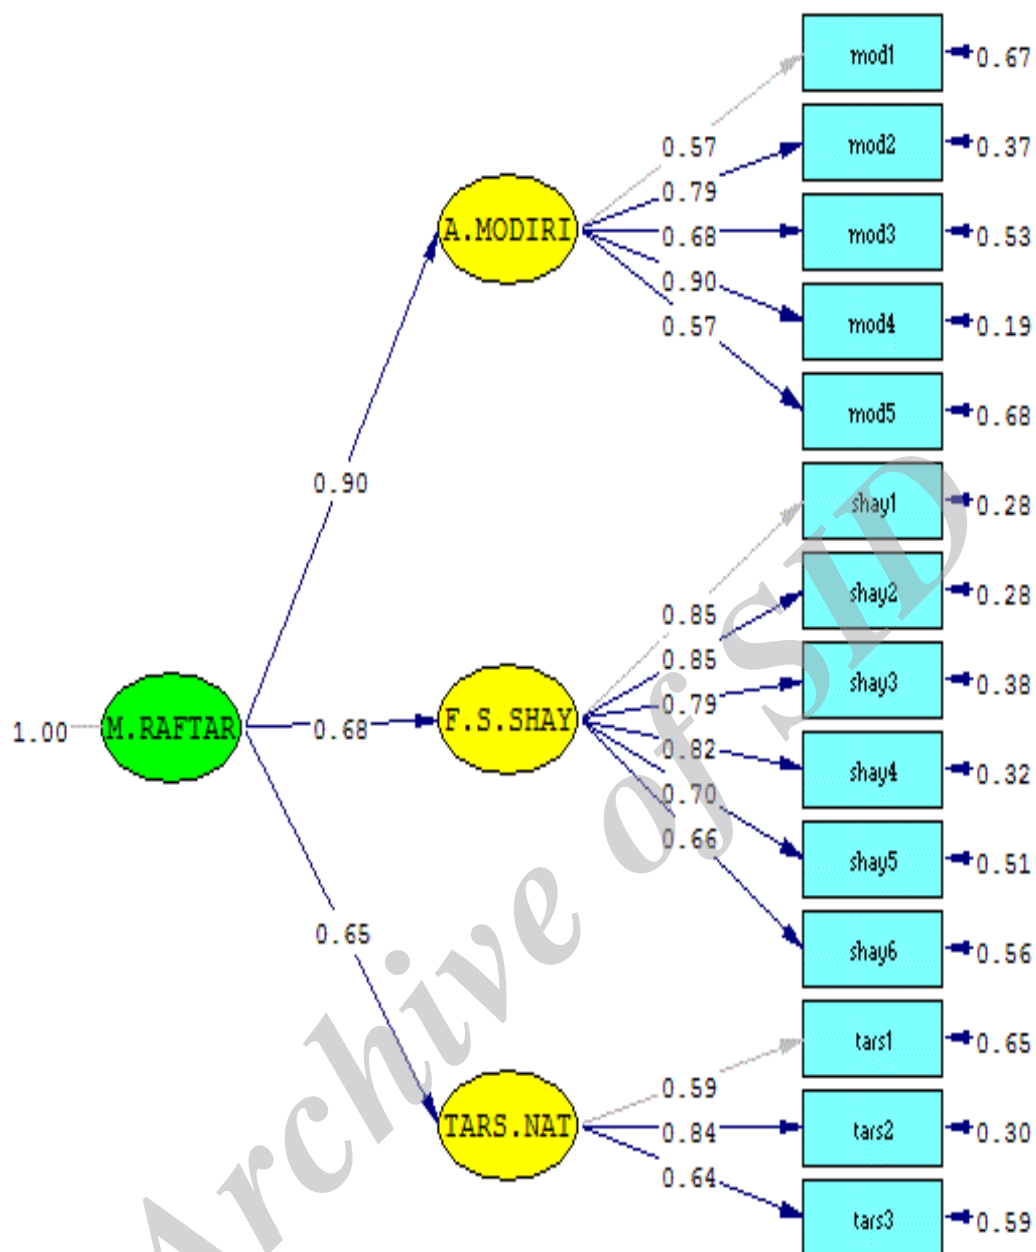 mod1
0.67
0.57
mod2
0.37
0.79
A.MODIRI
0.68
mod3
0.53
0.90
mod4
0.19
0.57
mod5
0.68
0.90
shay1
0.28
0.85
shay2
0.28
0.85
shay3
0.38
0.79
1.00
M.RAFTAR
0.68
F.S.SHAY
0.82
shay4
0.32
0.70
shay5
0.51
0.66
shay6
0.56
0.65
tars1
0.65
0.59
TARS.NAT
0.84
tars2
0.30
0.64
tars3
0.59
Archive of SID